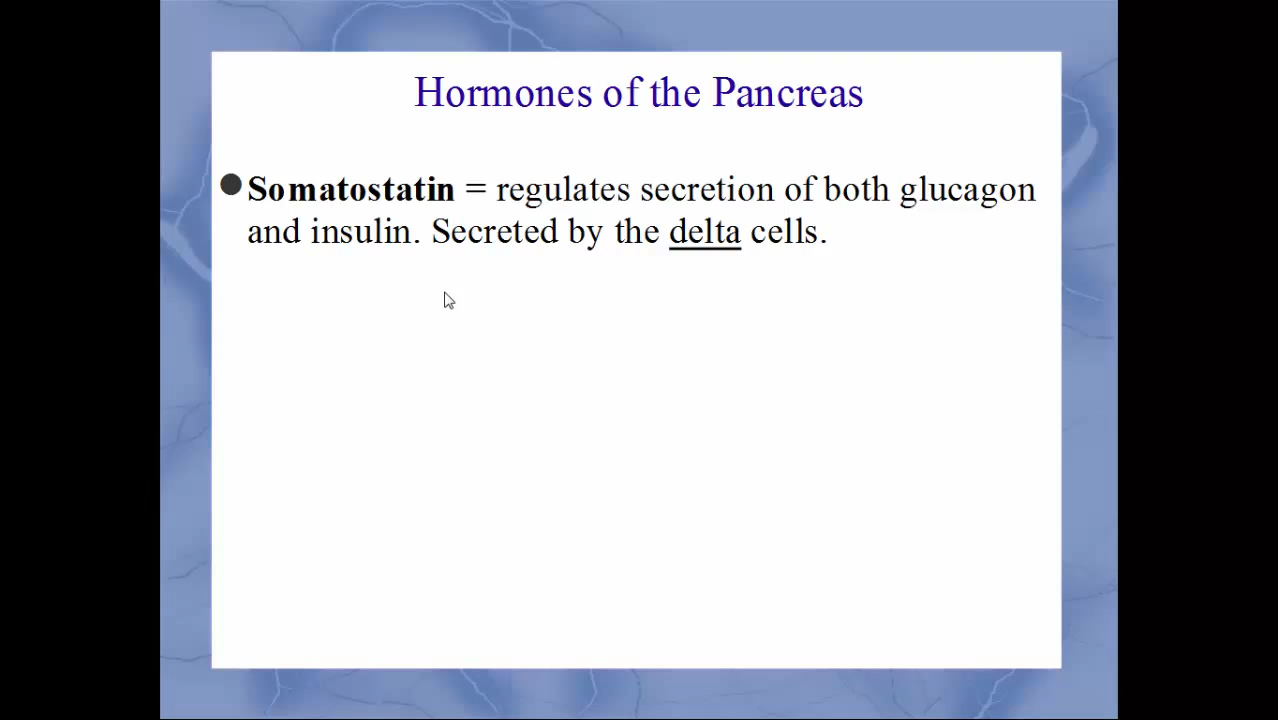 Hormones of the Pancreas
Somatostatin = regulates secretion of both glucagon
and insulin. Secreted by the delta cells.